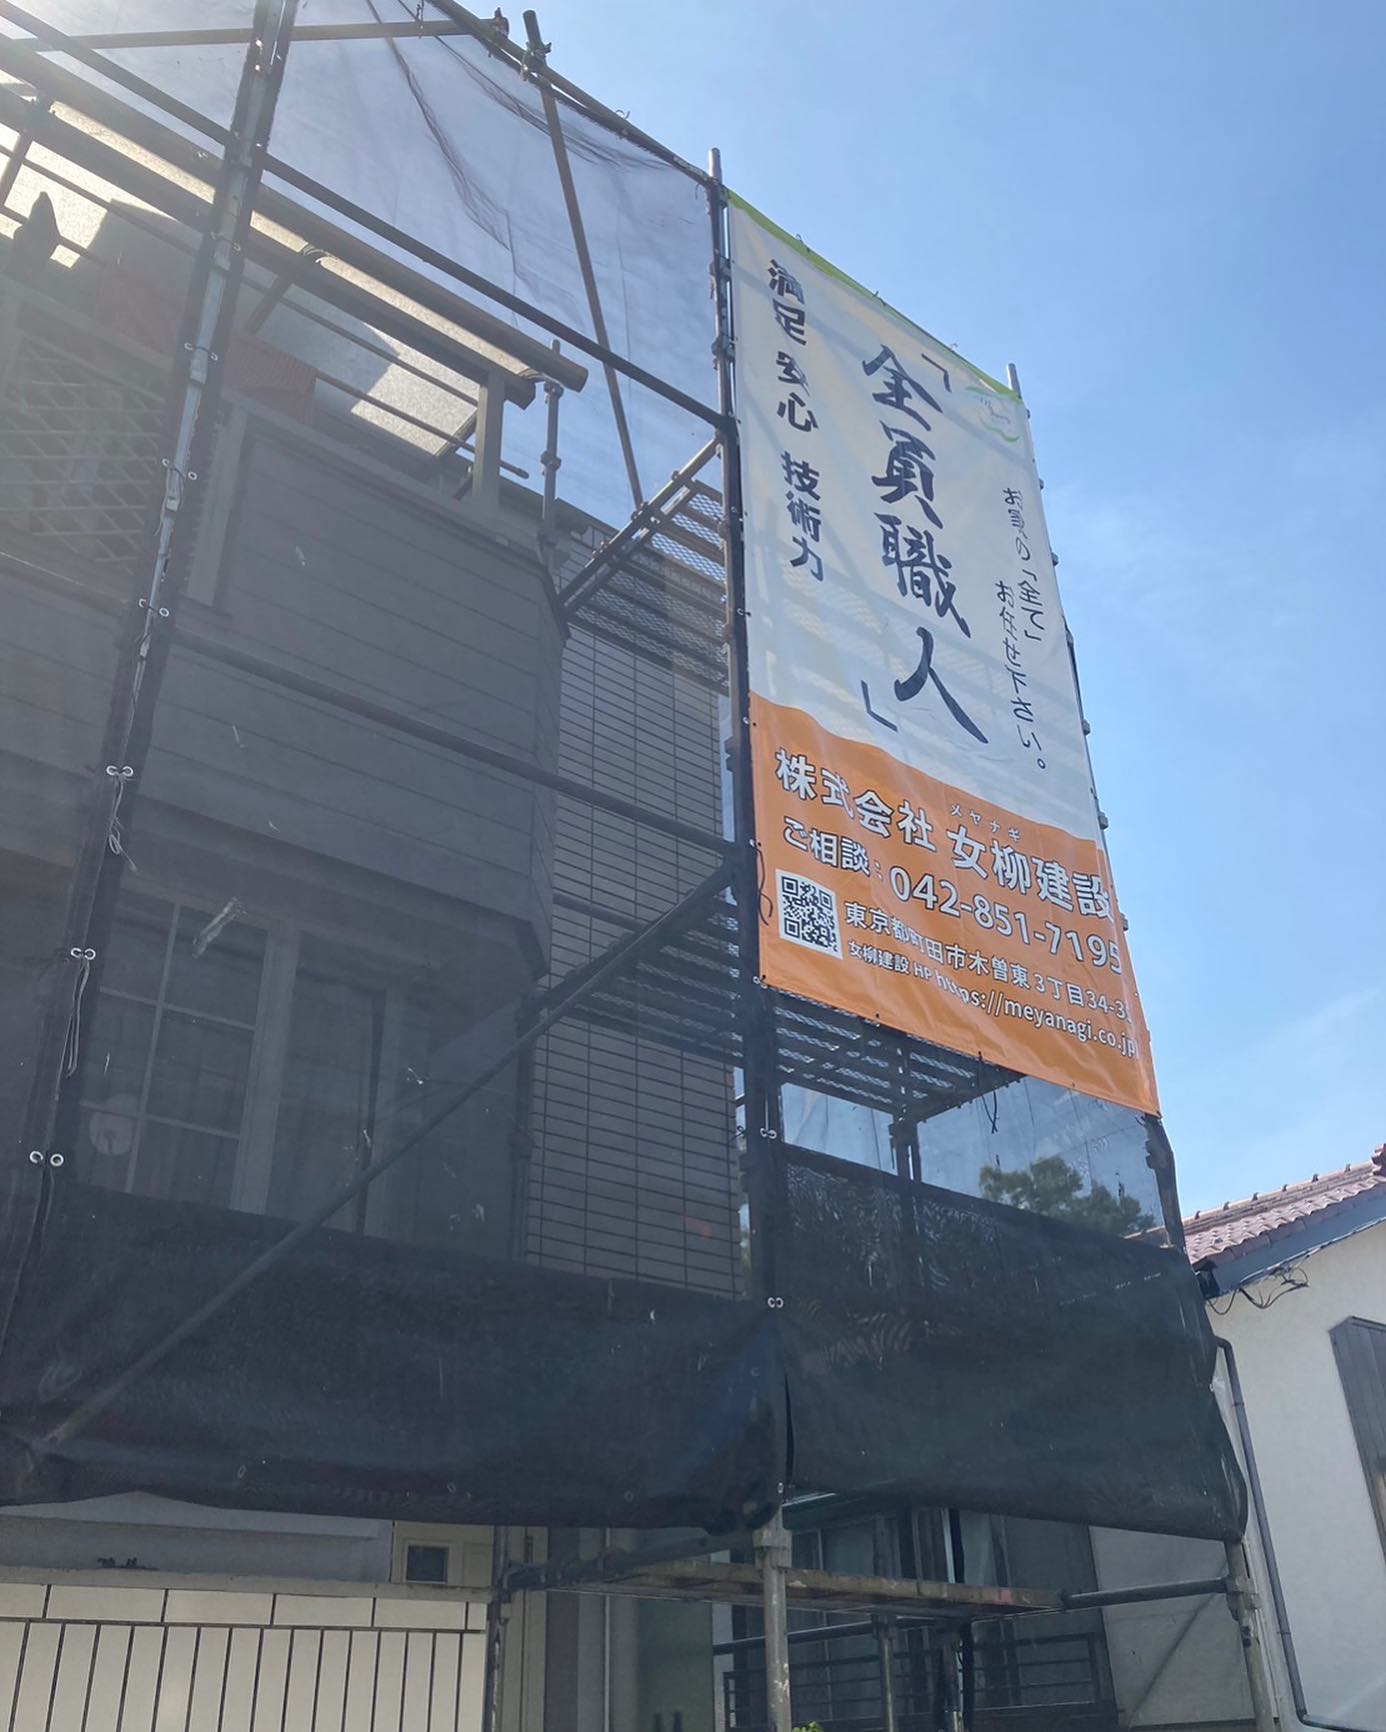 お家の「全て」
お任せ下さい。
「全員職人」
満足 安心 技術力
メヤナギ
株式会社 女柳建設
ご相談：042-851-7195
東京都町田市木曽東3丁目34-3
女柳建設 HP https://meyanagi.co.jp